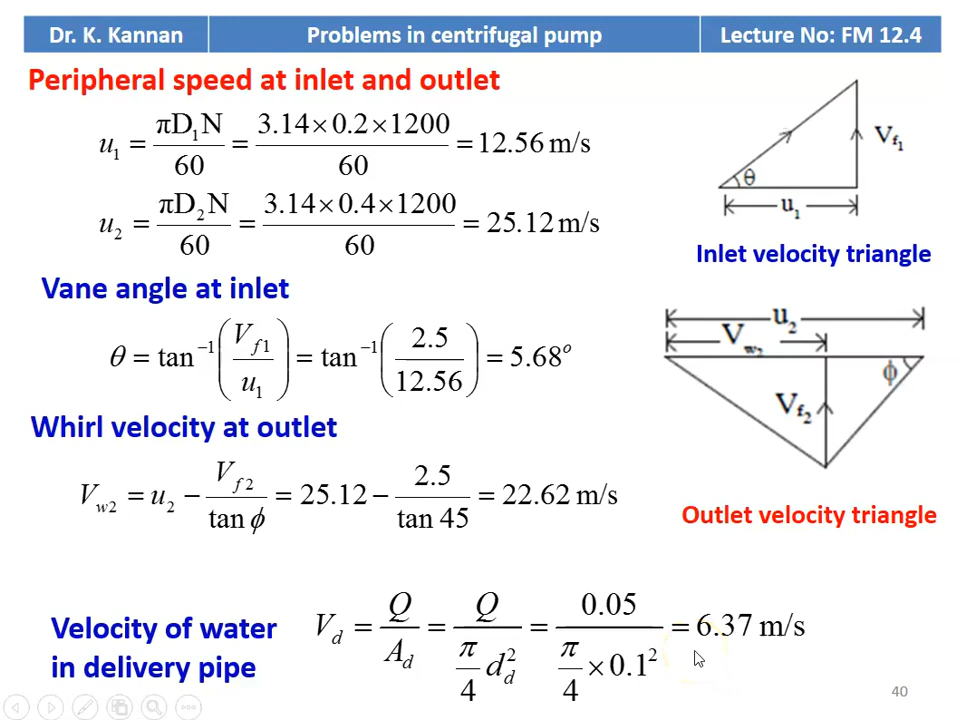 Dr. K. Kannan Problems in centrifugal pump Lecture No: FM 12.4
Peripheral speed at inlet and outlet
u₁ = πD₁N / 60 = 3.14×0.2×1200 / 60 = 12.56 m/s
u₂ = πD₂N / 60 = 3.14×0.4×1200 / 60 = 25.12 m/s
V_f₁
θ
u₁
Inlet velocity triangle
Vane angle at inlet
θ = tan⁻¹(V_f1 / u₁) = tan⁻¹(2.5 / 12.56) = 5.68°
u₂
V_w₂
φ
V_f₂
Outlet velocity triangle
Whirl velocity at outlet
V_w2 = u₂ − V_f2 / tan φ = 25.12 − 2.5 / tan 45 = 22.62 m/s
Velocity of water
in delivery pipe
V_d = Q / A_d = Q / (π/4 d_d²) = 0.05 / (π/4 × 0.1²) = 6.37 m/s
40